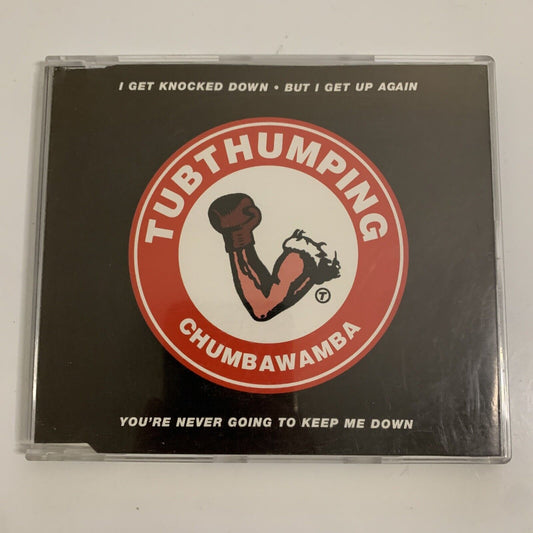 I GET KNOCKED DOWN • BUT I GET UP AGAIN
TUBTHUMPING
T
CHUMBAWAMBA
YOU'RE NEVER GOING TO KEEP ME DOWN